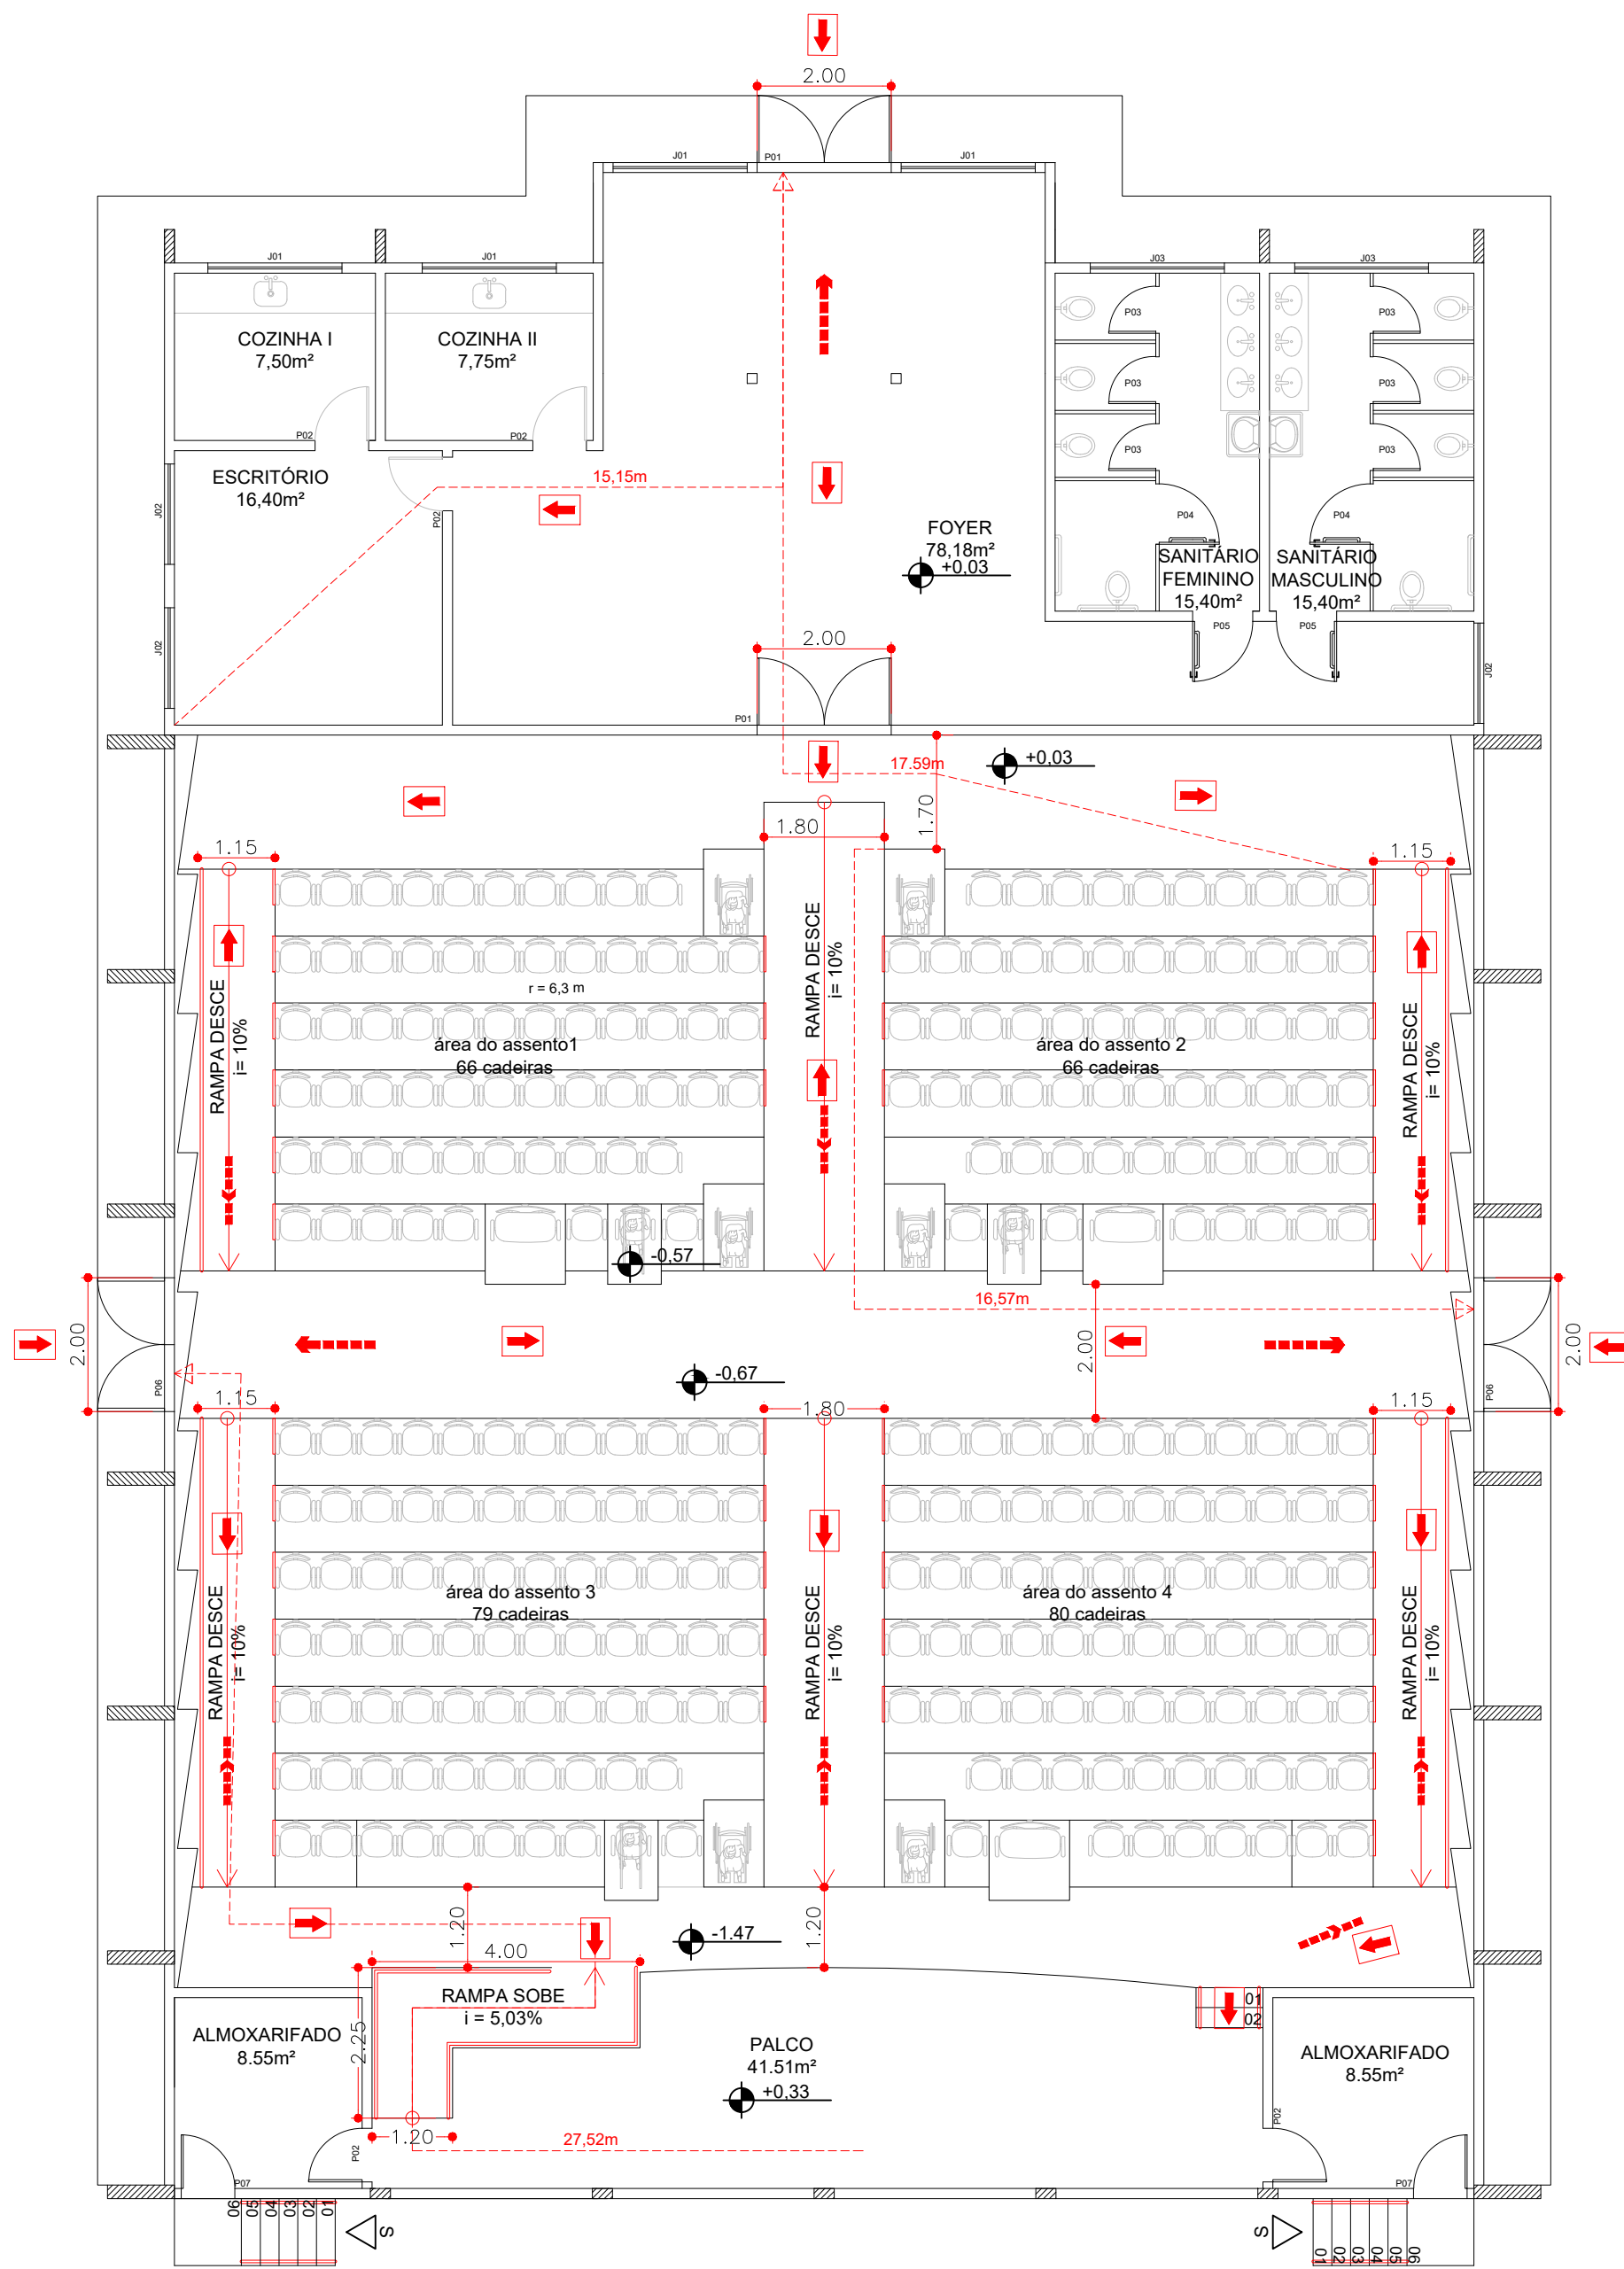 2.00
J01
P01
J01
J01
J01
J03
J03
COZINHA I
7,50m²
COZINHA II
7,75m²
P03
P03
P03
P03
P03
P03
P02
P02
ESCRITÓRIO
16,40m²
15,15m
J02
P02
P04
P04
FOYER
78,18m²
+0,03
SANITÁRIO
FEMININO
15,40m²
SANITÁRIO
MASCULINO
15,40m²
P05
P05
J02
J02
2.00
P01
17.59m
+0,03
1.70
1.80
1.15
1.15
RAMPA DESCE
i= 10%
RAMPA DESCE
i= 10%
RAMPA DESCE
i= 10%
r = 6,3 m
área do assento1
66 cadeiras
área do assento 2
66 cadeiras
-0,57
16,57m
2.00
2.00
2.00
P06
P06
-0,67
1.15
1.80
1.15
RAMPA DESCE
i= 10%
RAMPA DESCE
i= 10%
RAMPA DESCE
i= 10%
área do assento 3
79 cadeiras
área do assento 4
80 cadeiras
1.20
1.20
-1.47
4.00
RAMPA SOBE
i = 5,03%
2.25
01
02
ALMOXARIFADO
8.55m²
PALCO
41.51m²
+0,33
ALMOXARIFADO
8.55m²
1.20
27,52m
P02
P02
P07
P07
06
05
04
03
02
01
S
S
01
02
03
04
05
06